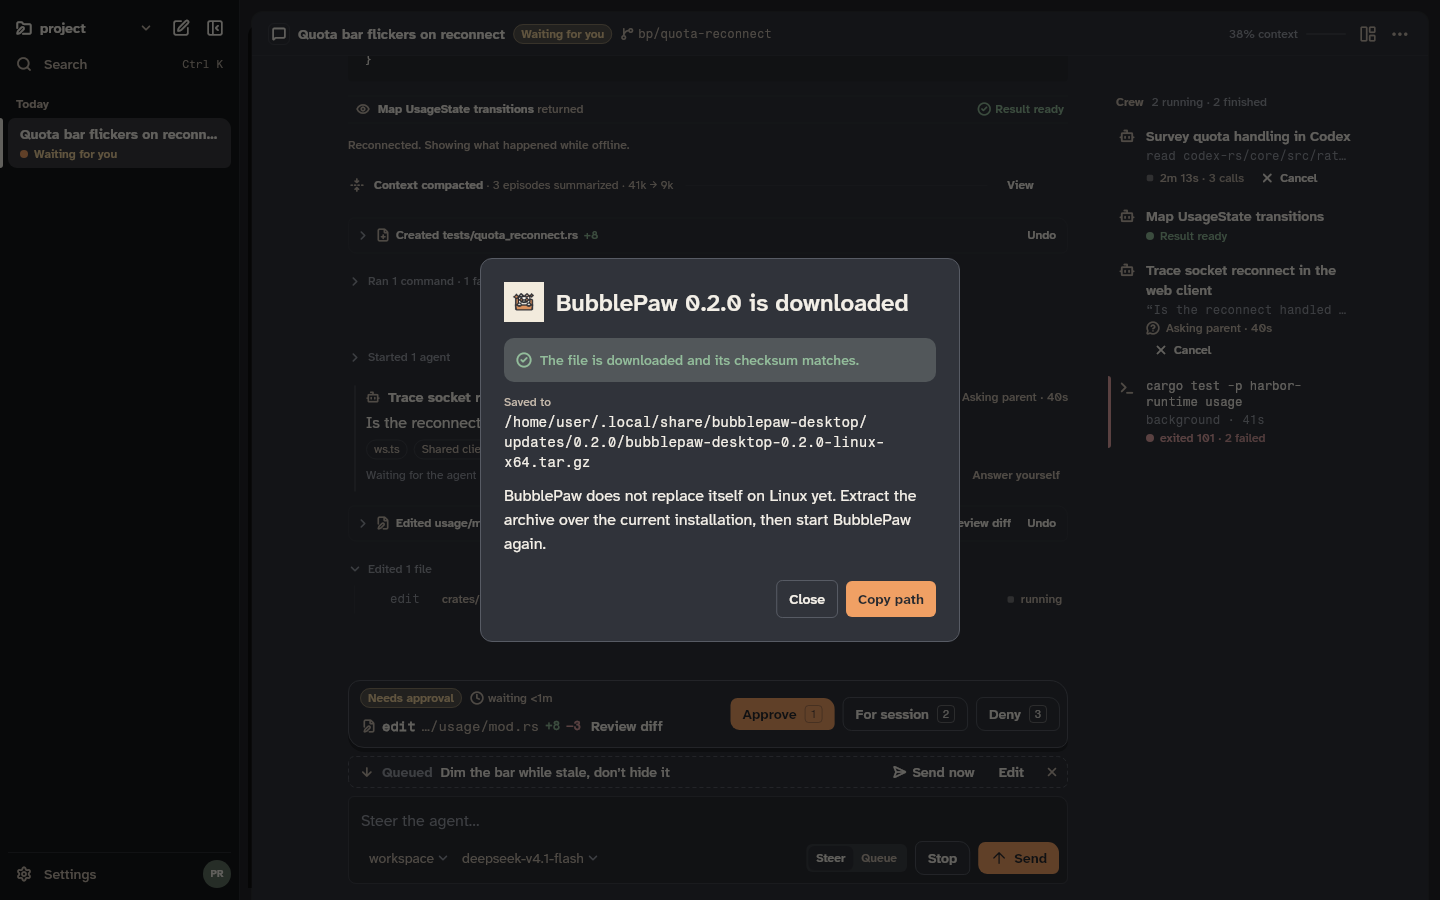 project
Search
Ctrl K
Today
Quota bar flickers on reconn…
Waiting for you
Settings
PR
Quota bar flickers on reconnect
Waiting for you
bp/quota-reconnect
38% context
}
Map UsageState transitions returned
Result ready
Reconnected. Showing what happened while offline.
Context compacted · 3 episodes summarized · 41k → 9k
View
Created tests/quota_reconnect.rs +8
Undo
Ran 1 command · 1 fa
Started 1 agent
Trace socket r
Asking parent · 40s
Is the reconnect
ws.ts
Shared clie
Waiting for the agent
Answer yourself
Edited usage/m
eview diff
Undo
Edited 1 file
edit
crates/
running
BubblePaw 0.2.0 is downloaded
The file is downloaded and its checksum matches.
Saved to
/home/user/.local/share/bubblepaw-desktop/
updates/0.2.0/bubblepaw-desktop-0.2.0-linux-
x64.tar.gz
BubblePaw does not replace itself on Linux yet. Extract the
archive over the current installation, then start BubblePaw
again.
Close
Copy path
Needs approval
waiting <1m
edit …/usage/mod.rs +8 −3 Review diff
Approve 1
For session 2
Deny 3
Queued Dim the bar while stale, don't hide it
Send now
Edit
Steer the agent…
workspace
deepseek-v4.1-flash
Steer
Queue
Stop
Send
Crew 2 running · 2 finished
Survey quota handling in Codex
read codex-rs/core/src/rat…
2m 13s · 3 calls
Cancel
Map UsageState transitions
Result ready
Trace socket reconnect in the
web client
“Is the reconnect handled …
Asking parent · 40s
Cancel
cargo test -p harbor-
runtime usage
background · 41s
exited 101 · 2 failed